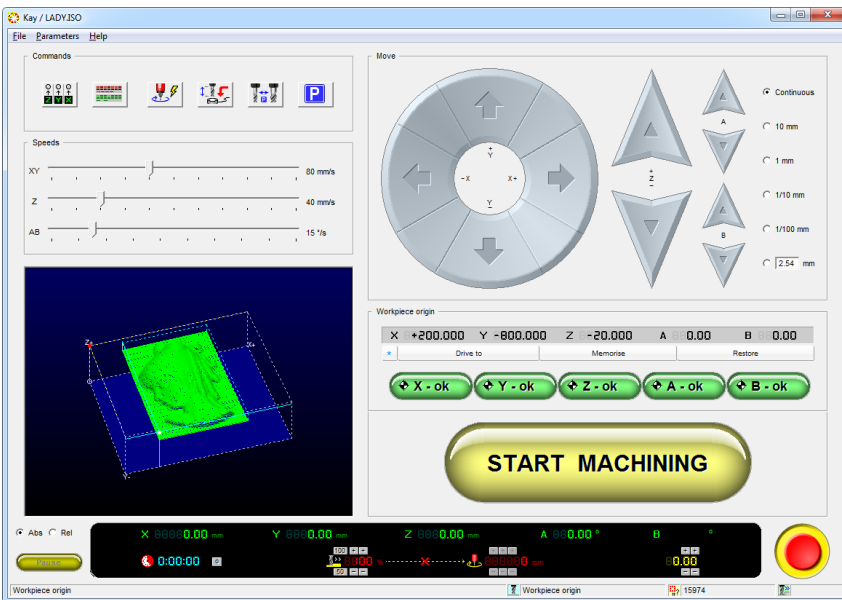 Kay / LADY.ISO
File Parameters Help
Commands
Z Y X
P
P
Speeds
XY 80 mm/s
Z 40 mm/s
AB 15 °/s
Z+
X+
Y-
Move
+
Y
-X X+
Y
-
+
Z
-
A
B
Continuous
10 mm
1 mm
1/10 mm
1/100 mm
2.54 mm
Workpiece origin
X +200.000 Y -800.000 Z -20.000 A 0.00 B 0.00
* Drive to Memorise Restore
X - ok Y - ok Z - ok A - ok B - ok
START MACHINING
Abs Rel
X 0.00 mm Y 0.00 mm Z 0.00 mm A 0.00 ° B °
Pause
0:00:00
100 + +
50 - -
%
mm
+ + +
- - -
+ +
0.00
- -
Workpiece origin Workpiece origin 15974